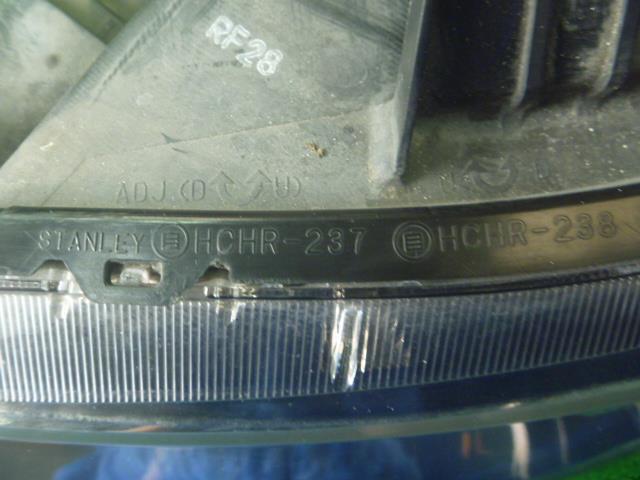 RF28
ADJ.(D U)
STANLEY HCHR-237 HCHR-238